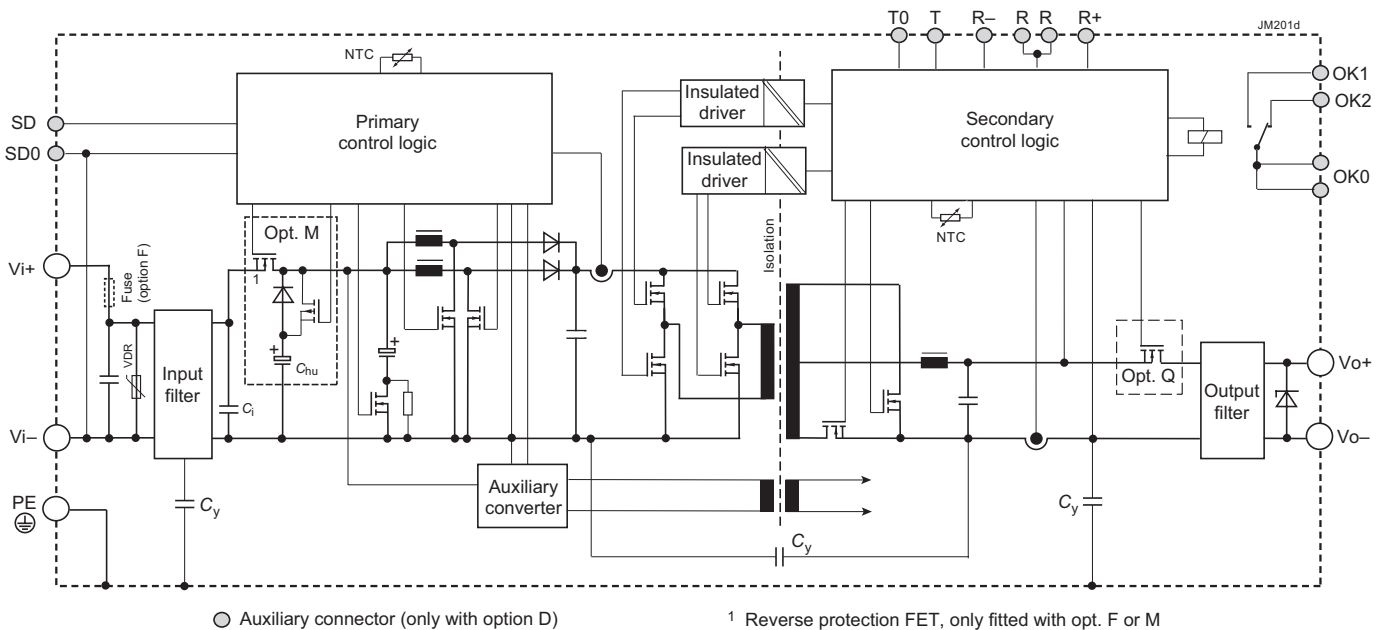 T0 T R– R R R+
JM201d
OK1
OK2
OK0
NTC
Primary
control logic
Insulated
driver
Insulated
driver
Secondary
control logic
NTC
SD
SD0
Isolation
Opt. M
1
Vi+
Fuse
(option F)
VDR
Input
filter
Ci
+
Chu
+
Opt. Q
Output
filter
Vo+
Vo–
Vi–
PE
Cy
Auxiliary
converter
Cy
Cy
Auxiliary connector (only with option D)
1 Reverse protection FET, only fitted with opt. F or M